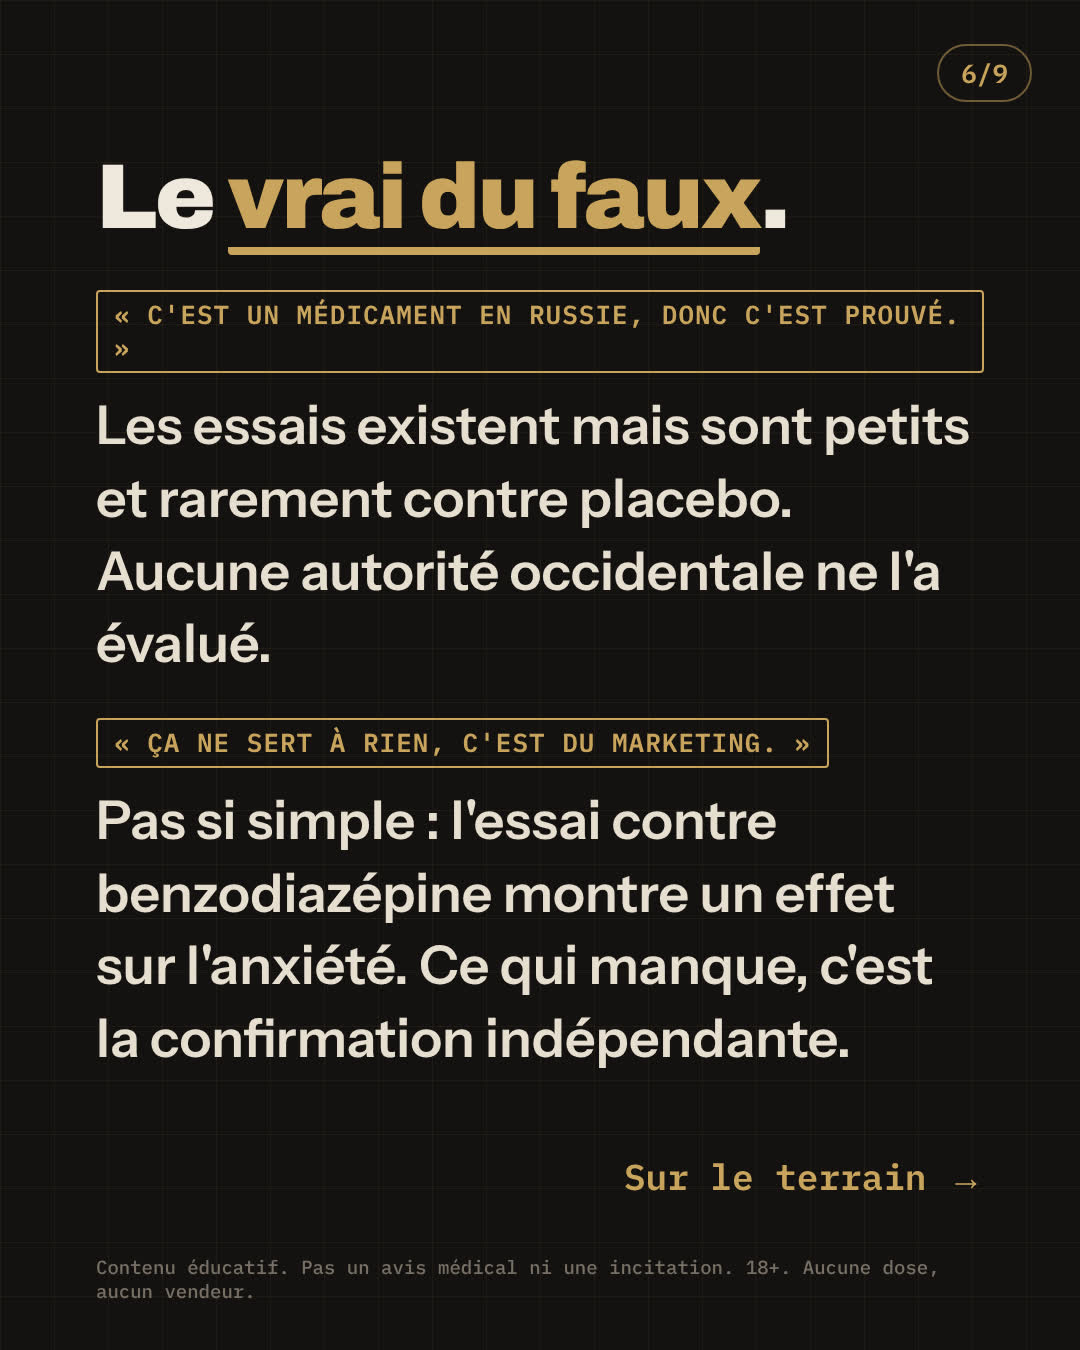 6/9
Le vrai du faux.
« C'EST UN MÉDICAMENT EN RUSSIE, DONC C'EST PROUVÉ.
»
Les essais existent mais sont petits
et rarement contre placebo.
Aucune autorité occidentale ne l'a
évalué.
« ÇA NE SERT À RIEN, C'EST DU MARKETING. »
Pas si simple : l'essai contre
benzodiazépine montre un effet
sur l'anxiété. Ce qui manque, c'est
la confirmation indépendante.
Sur le terrain →
Contenu éducatif. Pas un avis médical ni une incitation. 18+. Aucune dose,
aucun vendeur.